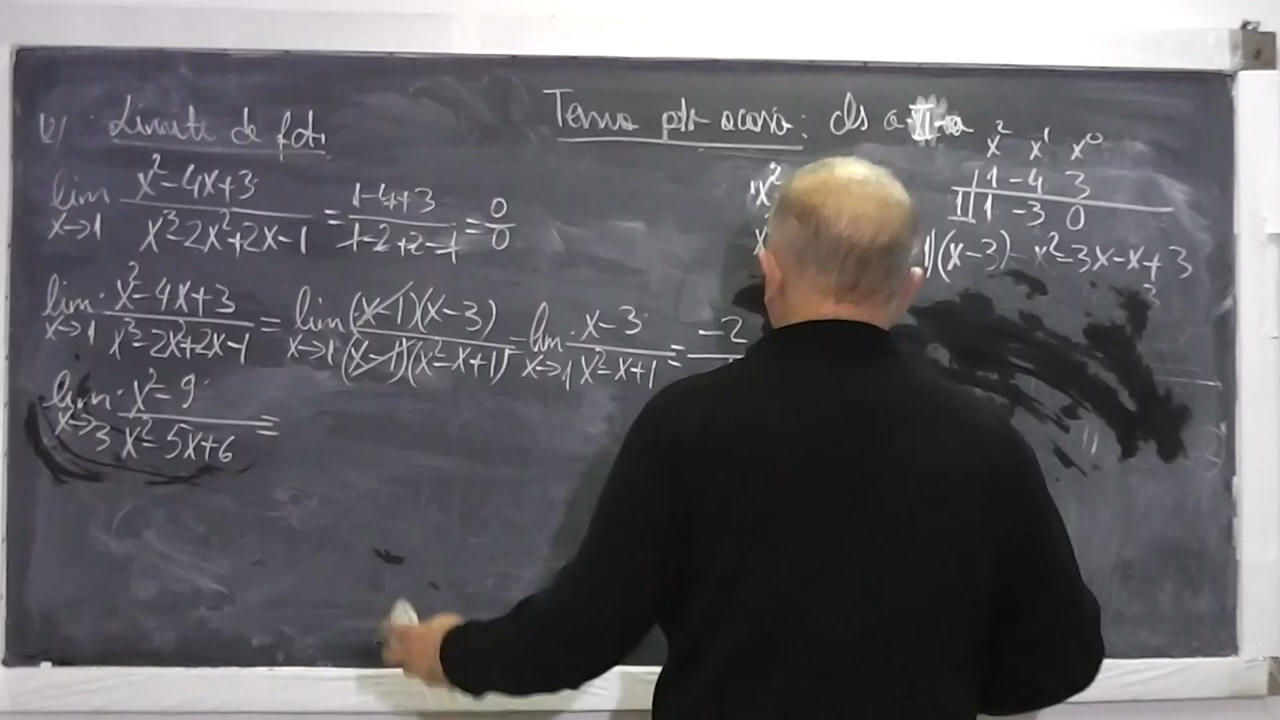 b) Limite de fct.
Tema ptr acasă: cls a XI-a
lim x→1 x²-4x+3 / x³-2x²+2x-1 = 1-4+3 / 1-2+2-1 = 0/0
x² x¹ x⁰
1 -4 3
1 1 -3 0
(x-3) = x²-3x-x+3
lim x→1 x²-4x+3 / x³-2x²+2x-1 = lim x→1 (x-1)(x-3) / (x-1)(x²-x+1) = lim x→1 x-3 / x²-x+1 = -2
lim x→3 x²-9 / x²-5x+6 =